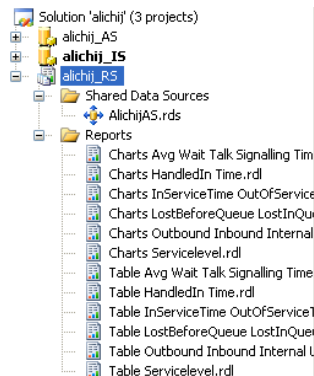 Solution 'alichij' (3 projects)
alichij_AS
alichij_IS
alichij_RS
Shared Data Sources
AlichijAS.rds
Reports
Charts Avg Wait Talk Signalling Tim
Charts HandledIn Time.rdl
Charts InServiceTime OutOfService
Charts LostBeforeQueue LostInQu
Charts Outbound Inbound Internal
Charts Servicelevel.rdl
Table Avg Wait Talk Signalling Time
Table HandledIn Time.rdl
Table InServiceTime OutOfServiceT
Table LostBeforeQueue LostInQue
Table Outbound Inbound Internal U
Table Servicelevel.rdl